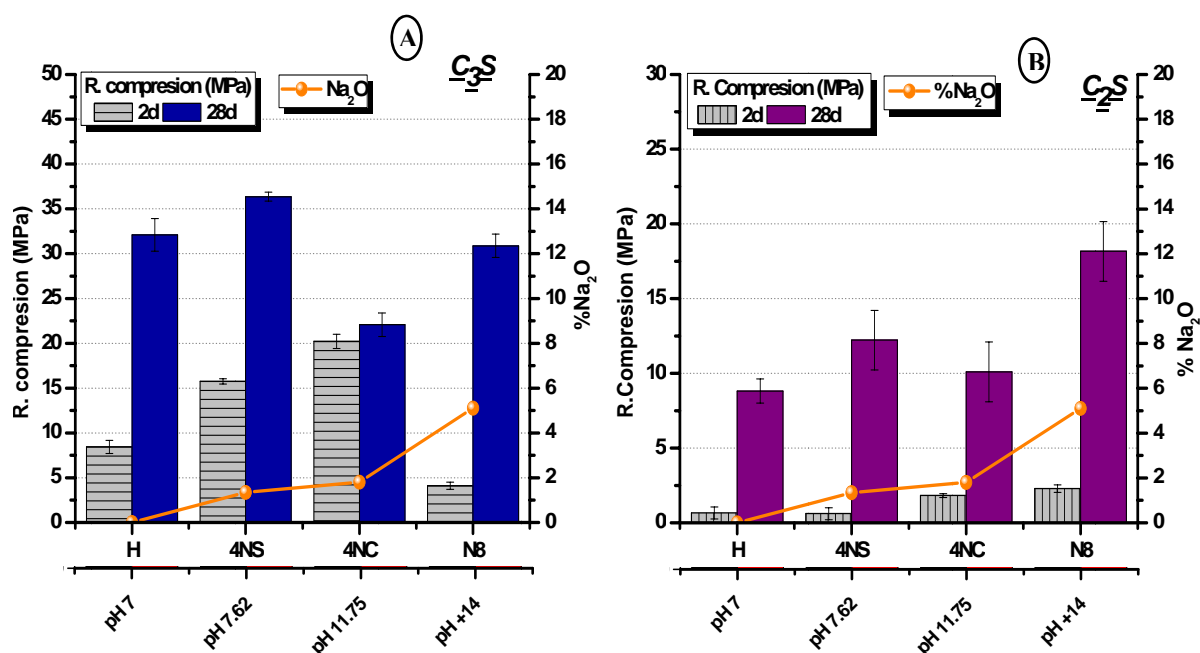 A
C3S
R. compresion (MPa)
2d 28d
Na2O
50
45
40
35
30
25
20
15
10
5
0
R. compresion (MPa)
20
18
16
14
12
10
8
6
4
2
0
%Na2O
H 4NS 4NC N8
pH 7 pH 7.62 pH 11.75 pH +14
B
C2S
R. Compresion (MPa)
2d 28d
%Na2O
30
25
20
15
10
5
0
R.Compresion (MPa)
20
18
16
14
12
10
8
6
4
2
0
% Na2O
H 4NS 4NC N8
pH 7 pH 7.62 pH 11.75 pH +14